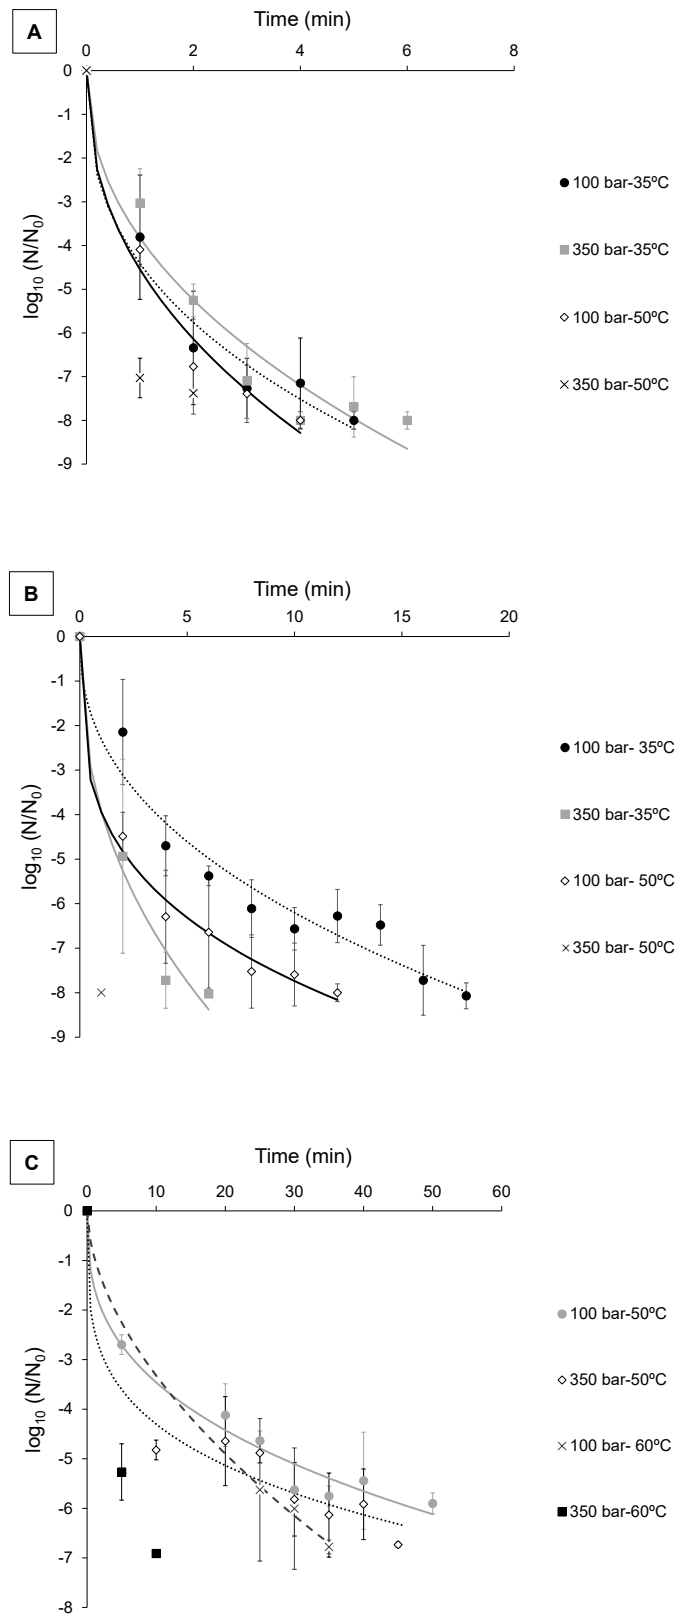 A
Time (min)
0 2 4 6 8
0
-1
-2
-3
-4
-5
-6
-7
-8
-9
log10 (N/N0)
100 bar-35ºC
350 bar-35ºC
100 bar-50ºC
350 bar-50ºC
B
Time (min)
0 5 10 15 20
0
-1
-2
-3
-4
-5
-6
-7
-8
-9
log10 (N/N0)
100 bar- 35ºC
350 bar-35ºC
100 bar- 50ºC
350 bar- 50ºC
C
Time (min)
0 10 20 30 40 50 60
0
-1
-2
-3
-4
-5
-6
-7
-8
log10 (N/N0)
100 bar-50ºC
350 bar-50ºC
100 bar- 60ºC
350 bar-60ºC